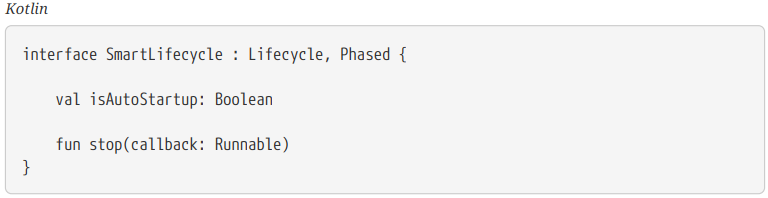 Kotlin
interface SmartLifecycle : Lifecycle, Phased {
    val isAutoStartup: Boolean
    fun stop(callback: Runnable)
}